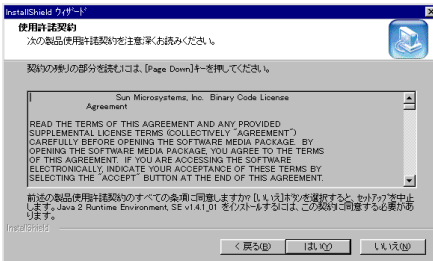 InstallShield ウィザード
使用許諾契約
次の製品使用許諾契約を注意深くお読みください。
契約の残りの部分を読むには、[Page Down]キーを押してください。
Sun Microsystems, Inc. Binary Code License
Agreement
READ THE TERMS OF THIS AGREEMENT AND ANY PROVIDED
SUPPLEMENTAL LICENSE TERMS (COLLECTIVELY "AGREEMENT")
CAREFULLY BEFORE OPENING THE SOFTWARE MEDIA PACKAGE. BY
OPENING THE SOFTWARE MEDIA PACKAGE, YOU AGREE TO THE TERMS
OF THIS AGREEMENT. IF YOU ARE ACCESSING THE SOFTWARE
ELECTRONICALLY, INDICATE YOUR ACCEPTANCE OF THESE TERMS BY
SELECTING THE "ACCEPT" BUTTON AT THE END OF THIS AGREEMENT.
前述の製品使用許諾契約のすべての条項に同意しますか? [いいえ]ボタンを選択すると、セットアップを中止
します。Java 2 Runtime Environment, SE v1.4.1_01 をインストールするには、この契約に同意する必要があ
ります。
InstallShield
< 戻る(B) はい(Y) いいえ(N)